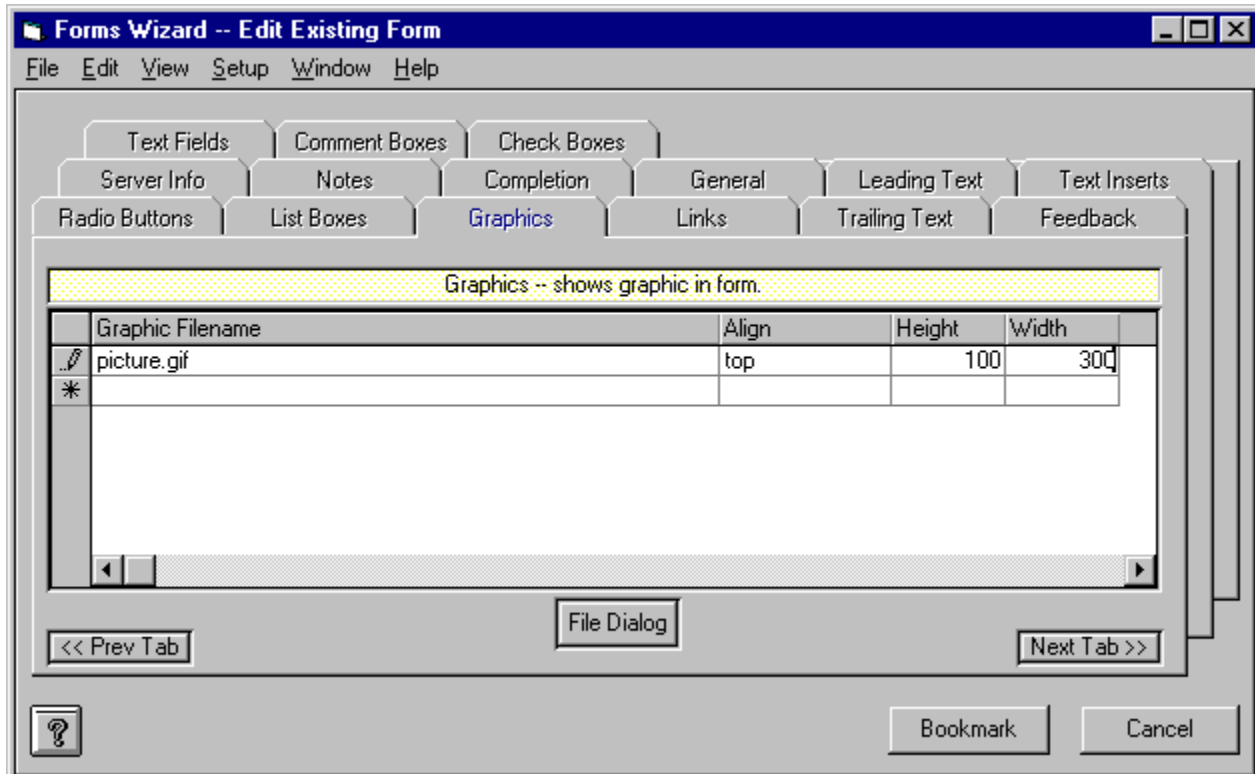 Forms Wizard -- Edit Existing Form
File Edit View Setup Window Help
Text Fields Comment Boxes Check Boxes
Server Info Notes Completion General Leading Text Text Inserts
Radio Buttons List Boxes Graphics Links Trailing Text Feedback
Graphics -- shows graphic in form.
Graphic Filename Align Height Width
picture.gif top 100 300
File Dialog
<< Prev Tab Next Tab >>
? Bookmark Cancel